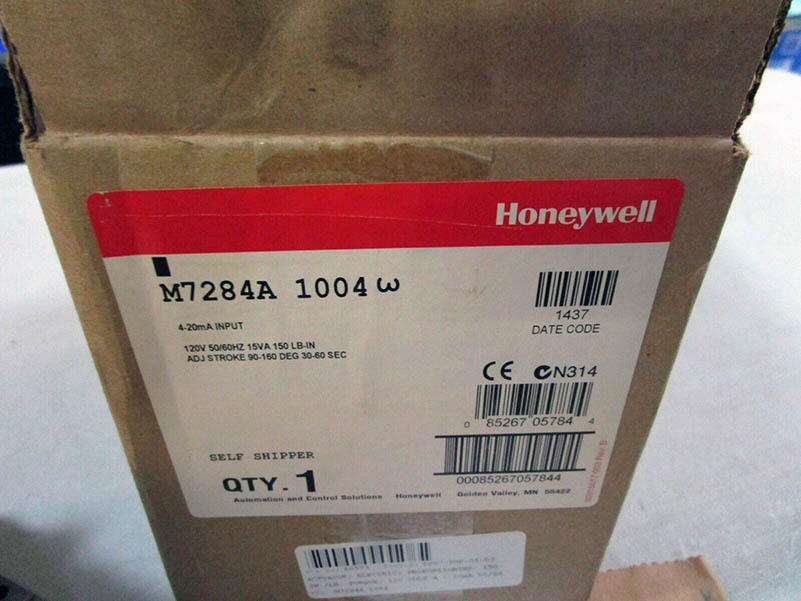 Honeywell
M7284A 1004 ω
4-20mA INPUT
120V 50/60HZ 15VA 150 LB-IN
ADJ STROKE 90-160 DEG 30-60 SEC
1437
DATE CODE
CE N314
0 85267 05784 4
00085267057844
SELF SHIPPER
QTY. 1
Automation and Control Solutions Honeywell Golden Valley, MN 55422
M7284A 1004